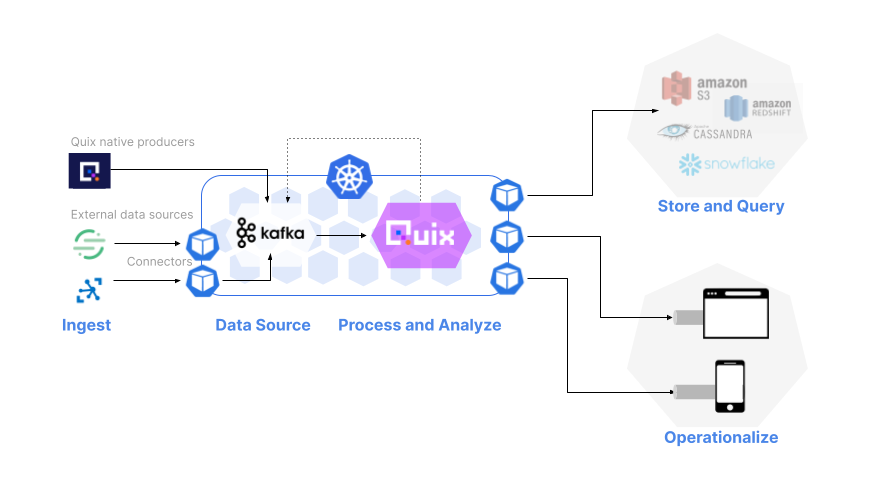 Quix native producers
External data sources
Connectors
Ingest
kafka
Data Source
Quix
Process and Analyze
amazon
S3
amazon
REDSHIFT
CASSANDRA
snowflake
Store and Query
Operationalize